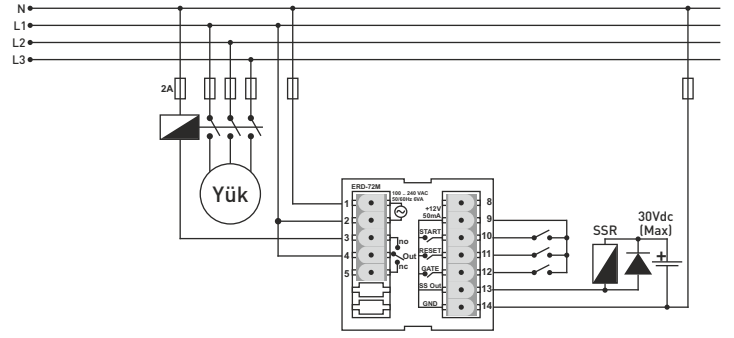 N
L1
L2
L3
2A
Yük
ERD-72M
100 .. 240 VAC
50/60Hz 6VA
1
2
3
4
5
no
Out
nc
+12V
50mA
START
RESET
GATE
SS Out
GND
8
9
10
11
12
13
14
SSR
30Vdc
(Max)
+